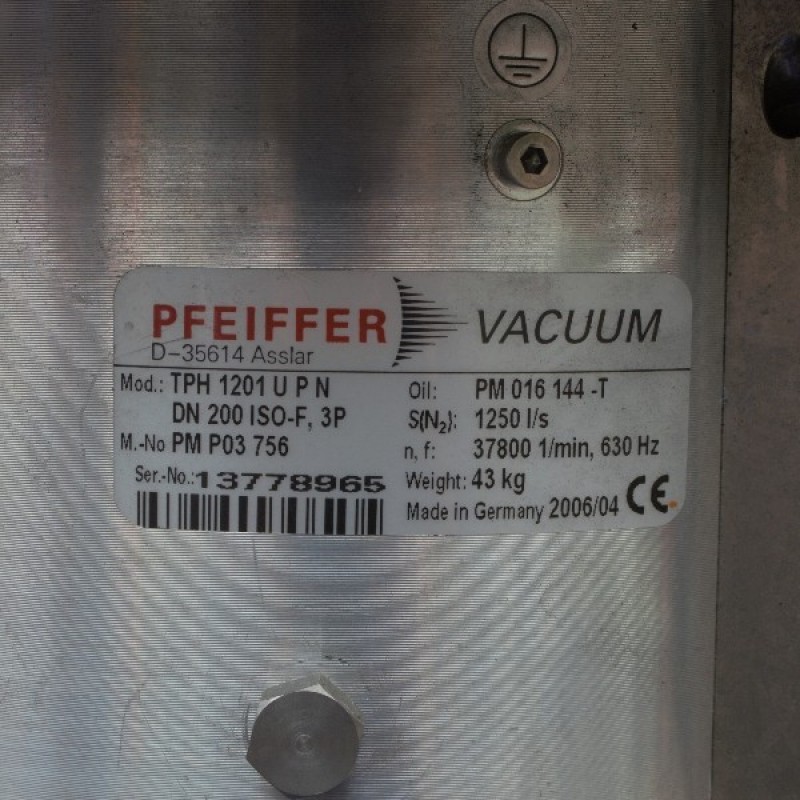 PFEIFFER VACUUM
D-35614 Asslar
Mod.: TPH 1201 U P N
DN 200 ISO-F, 3P
M.-No PM P03 756
Ser.-No.: 13778965
Oil: PM 016 144 -T
S(N₂): 1250 l/s
n, f: 37800 1/min, 630 Hz
Weight: 43 kg
Made in Germany 2006/04 CE